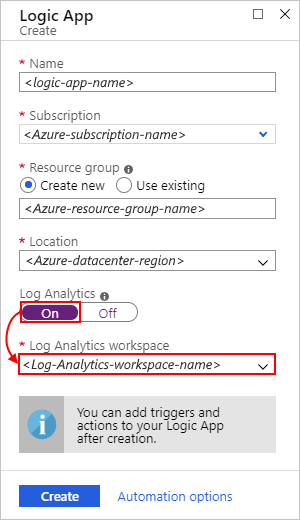 Logic App
Create
* Name
<logic-app-name>
* Subscription
<Azure-subscription-name>
* Resource group
Create new Use existing
<Azure-resource-group-name>
* Location
<Azure-datacenter-region>
Log Analytics
On Off
* Log Analytics workspace
<Log-Analytics-workspace-name>
You can add triggers and
actions to your Logic App
after creation.
Create Automation options